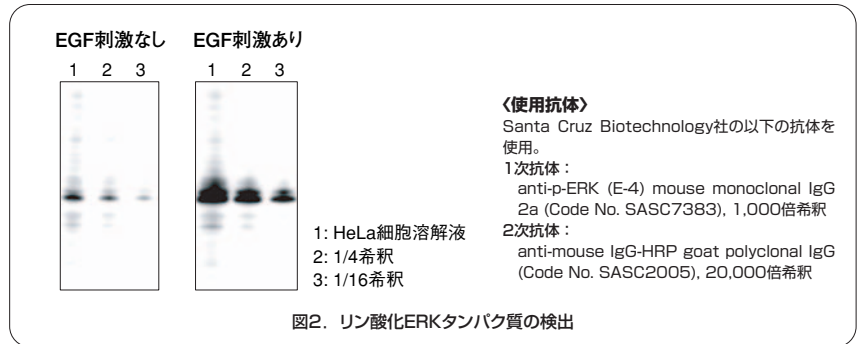 EGF刺激なし EGF刺激あり
1 2 3 1 2 3
1: HeLa細胞溶解液
2: 1/4希釈
3: 1/16希釈
〈使用抗体〉
Santa Cruz Biotechnology社の以下の抗体を
使用。
1次抗体：
anti-p-ERK (E-4) mouse monoclonal IgG
2a (Code No. SASC7383), 1,000倍希釈
2次抗体：
anti-mouse IgG-HRP goat polyclonal IgG
(Code No. SASC2005), 20,000倍希釈
図2．リン酸化ERKタンパク質の検出